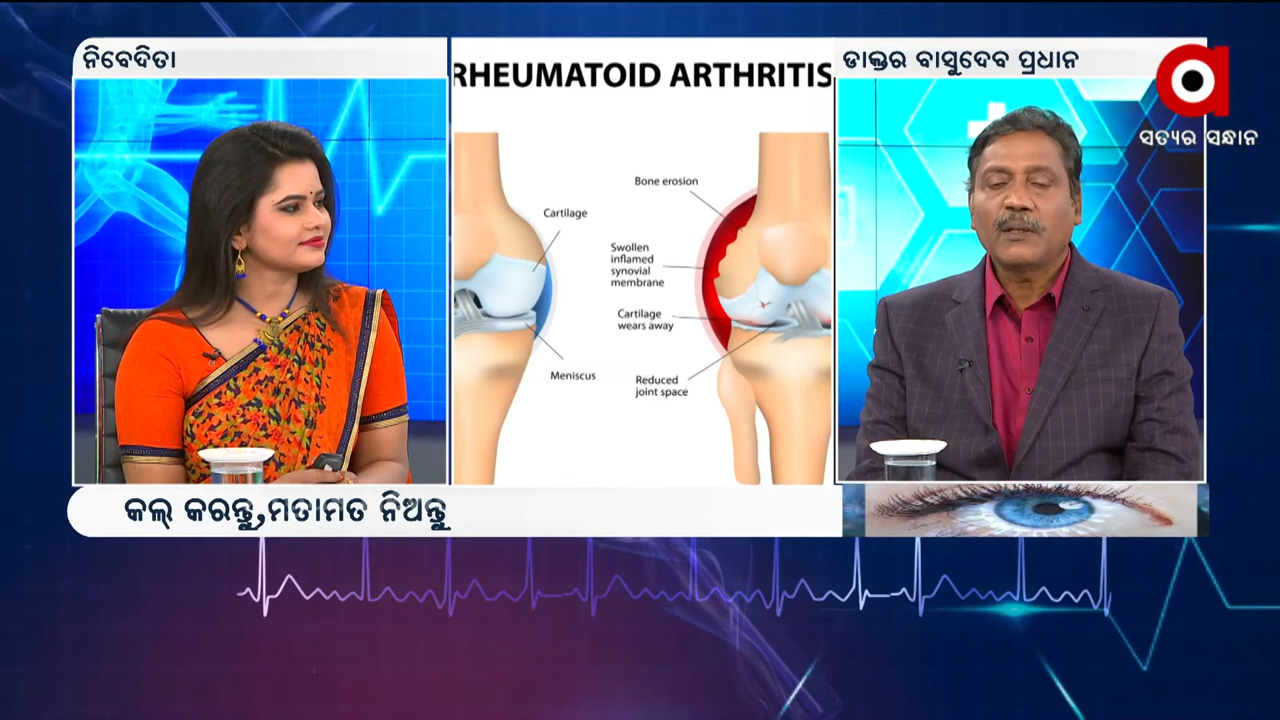 ନିବେଦିତା
RHEUMATOID ARTHRITIS
ଡାକ୍ତର ବାସୁଦେବ ପ୍ରଧାନ
a
ସତ୍ୟର ସନ୍ଧାନ
Bone erosion
Cartilage
Swollen
inflamed
synovial
membrane
Cartilage
wears away
Meniscus
Reduced
joint space
କଲ୍ କରନ୍ତୁ,ମତାମତ ନିଅନ୍ତୁ